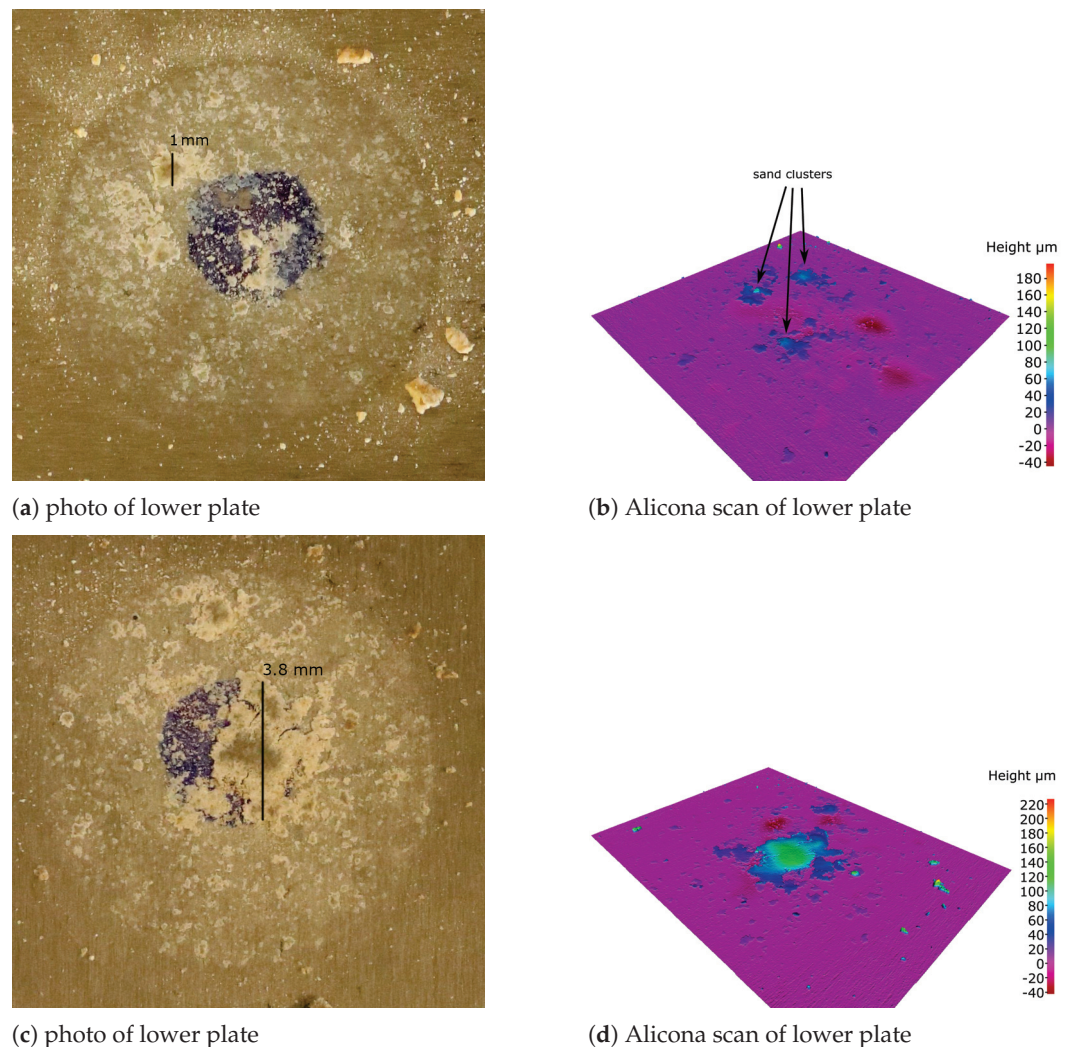 1 mm
sand clusters
Height µm
180
160
140
120
100
80
60
40
20
0
-20
-40
(a) photo of lower plate
(b) Alicona scan of lower plate
3.8 mm
Height µm
220
200
180
160
140
120
100
80
60
40
20
0
-20
-40
(c) photo of lower plate
(d) Alicona scan of lower plate